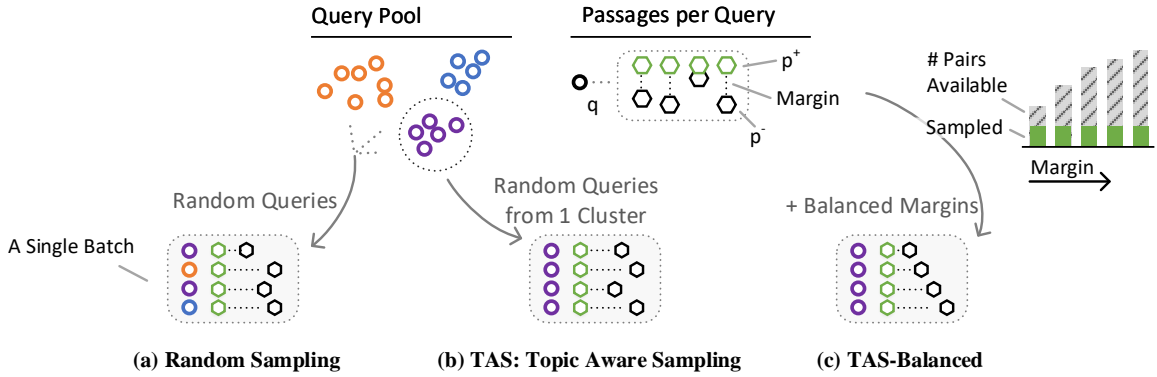 Query Pool
Passages per Query
p+
q
Margin
p-
# Pairs
Available
Sampled
Margin
Random Queries
Random Queries
from 1 Cluster
+ Balanced Margins
A Single Batch
(a) Random Sampling
(b) TAS: Topic Aware Sampling
(c) TAS-Balanced